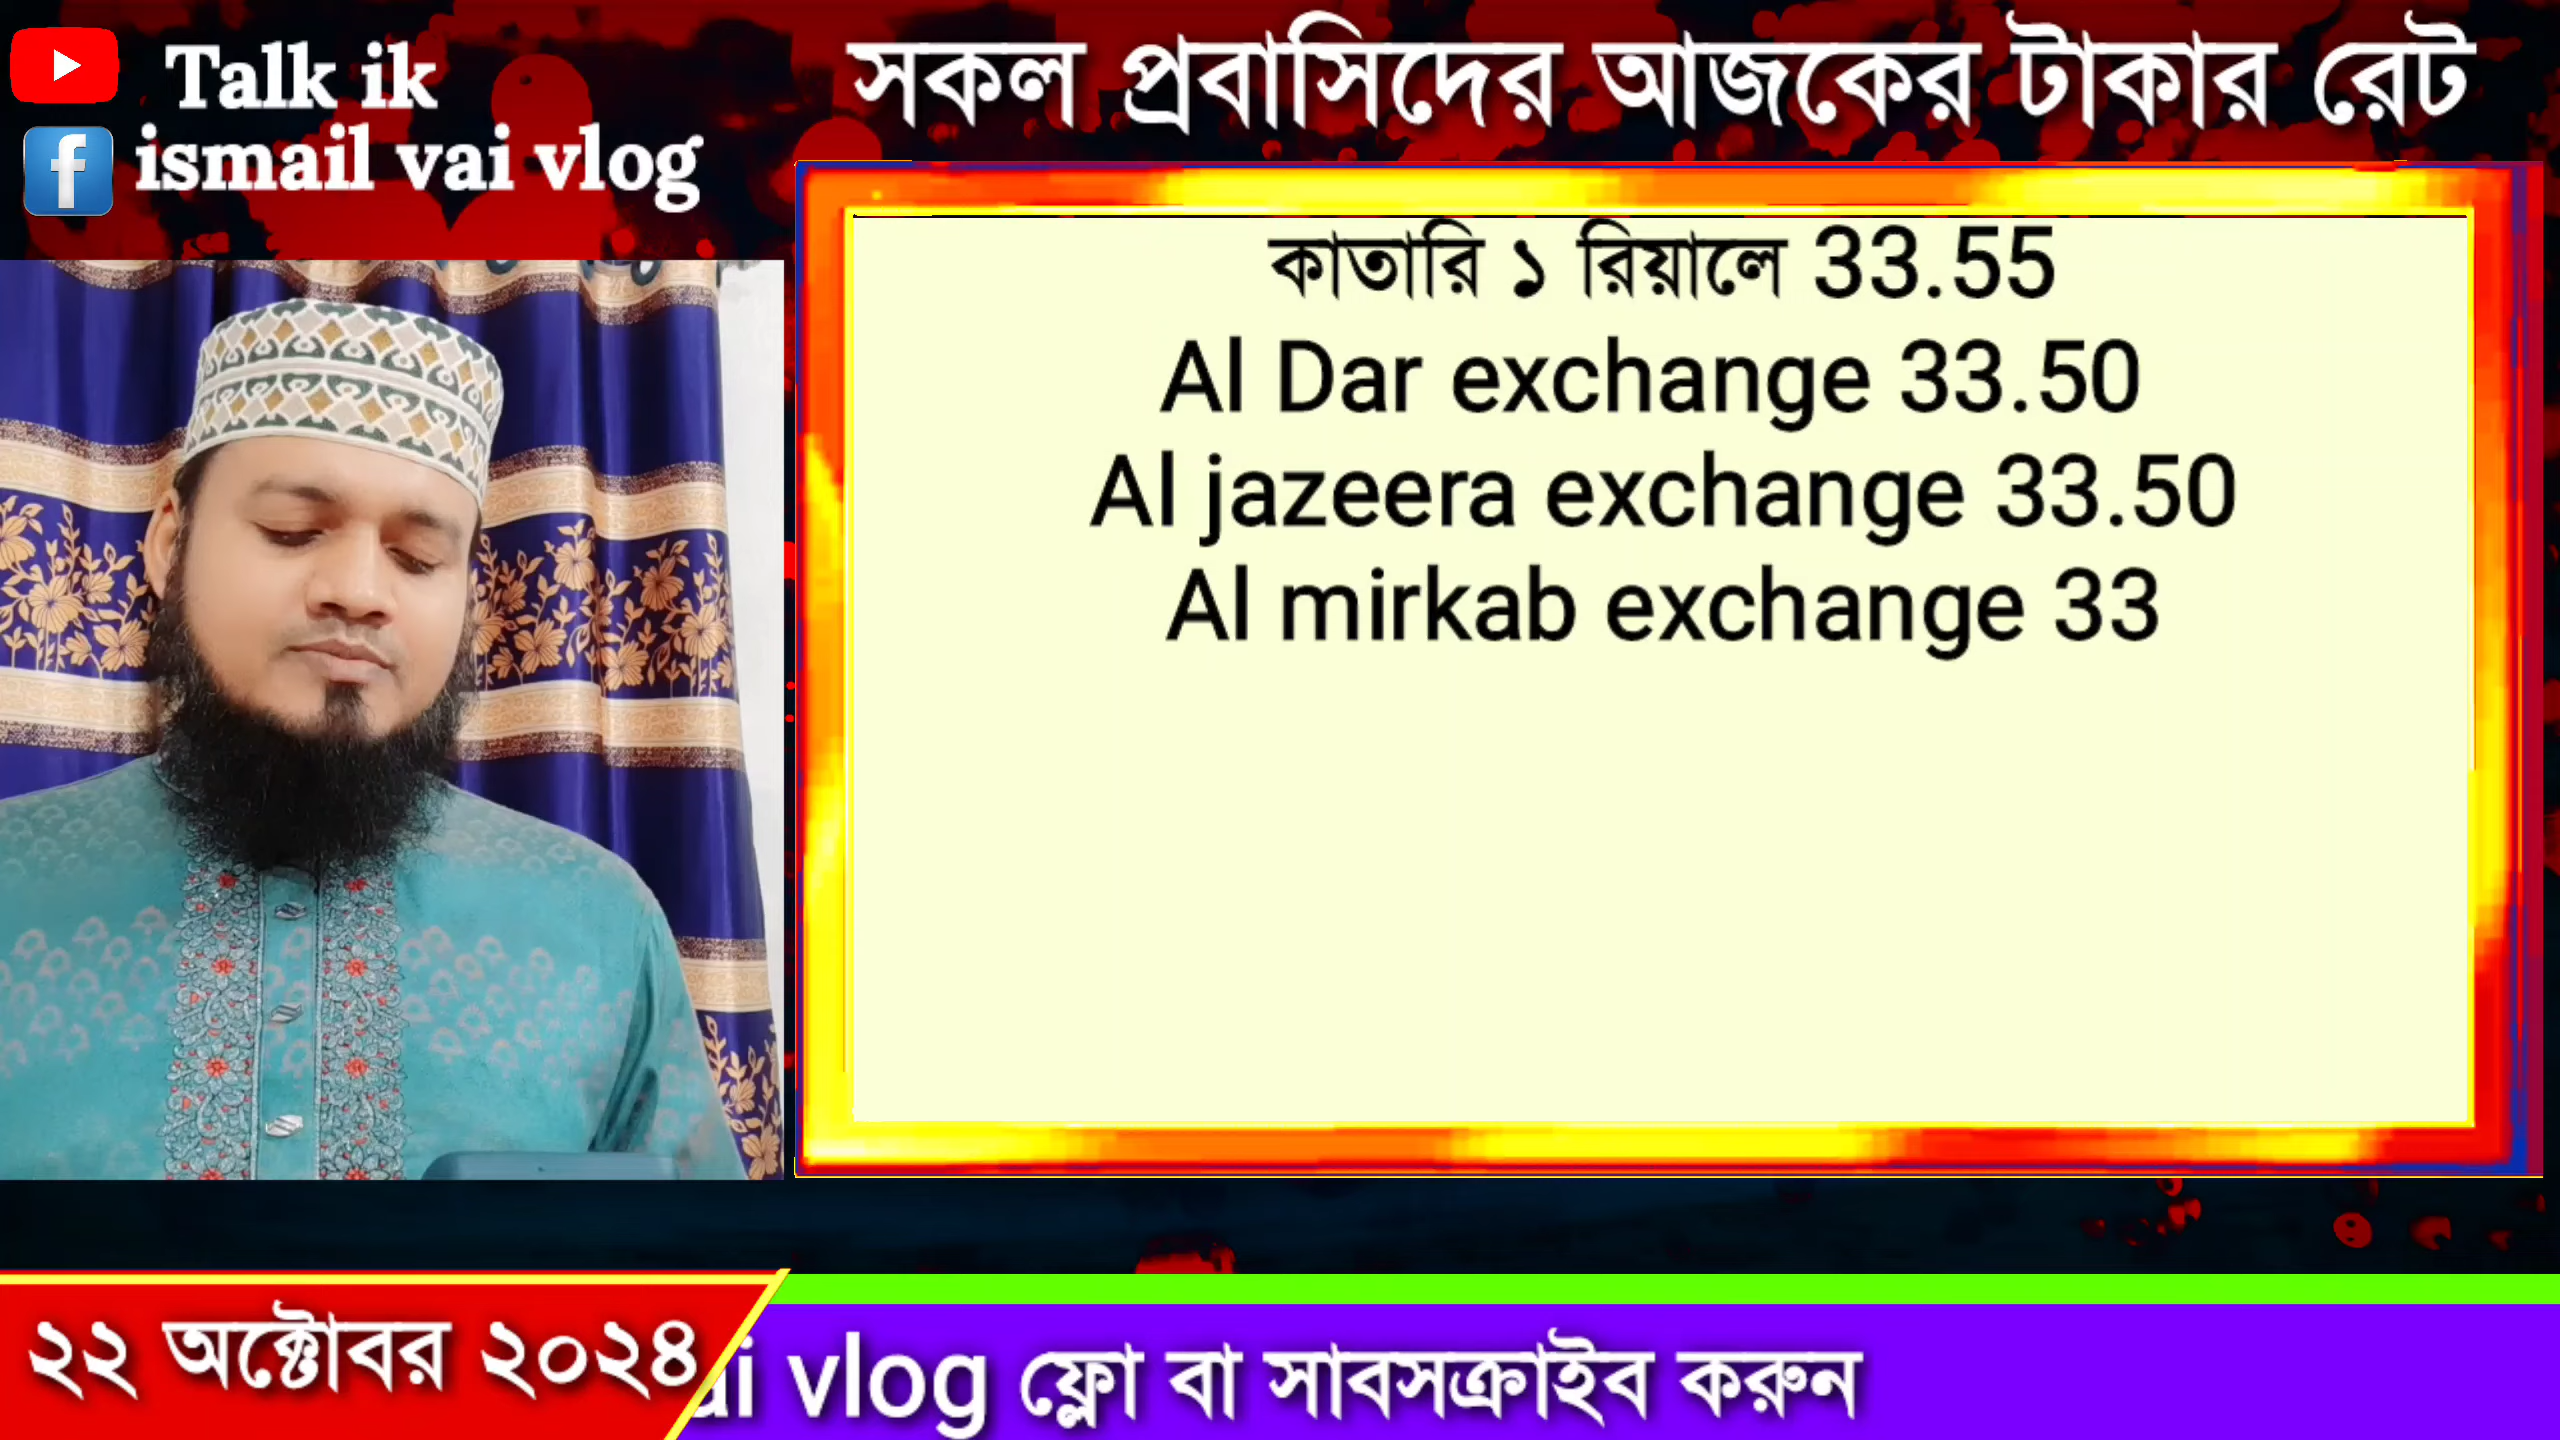 Talk ik
ismail vai vlog
সকল প্রবাসিদের আজকের টাকার রেট
কাতারি ১ রিয়ালে 33.55
Al Dar exchange 33.50
Al jazeera exchange 33.50
Al mirkab exchange 33
২২ অক্টোবর ২০২৪
vlog ফ্লো বা সাবসক্রাইব করুন